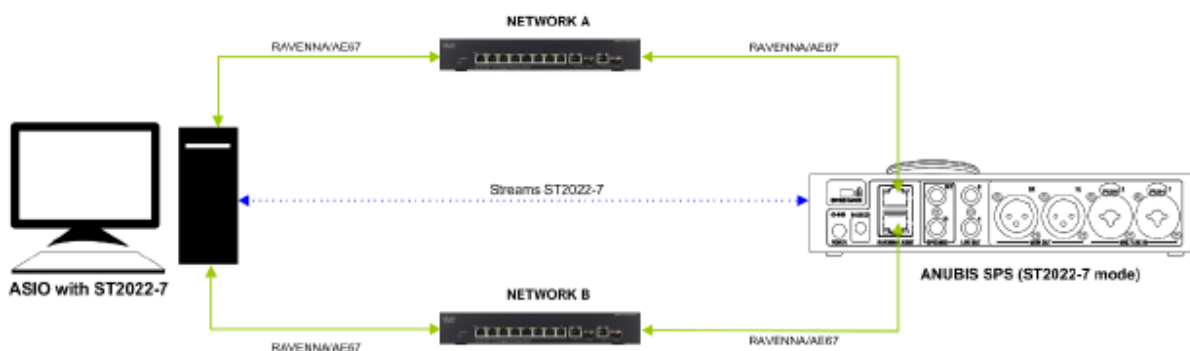 NETWORK A
RAVENNA/AE67
RAVENNA/AE67
Streams ST2022-7
ASIO with ST2022-7
ANUBIS SPS (ST2022-7 mode)
NETWORK B
RAVENNA/AE67
RAVENNA/AE67